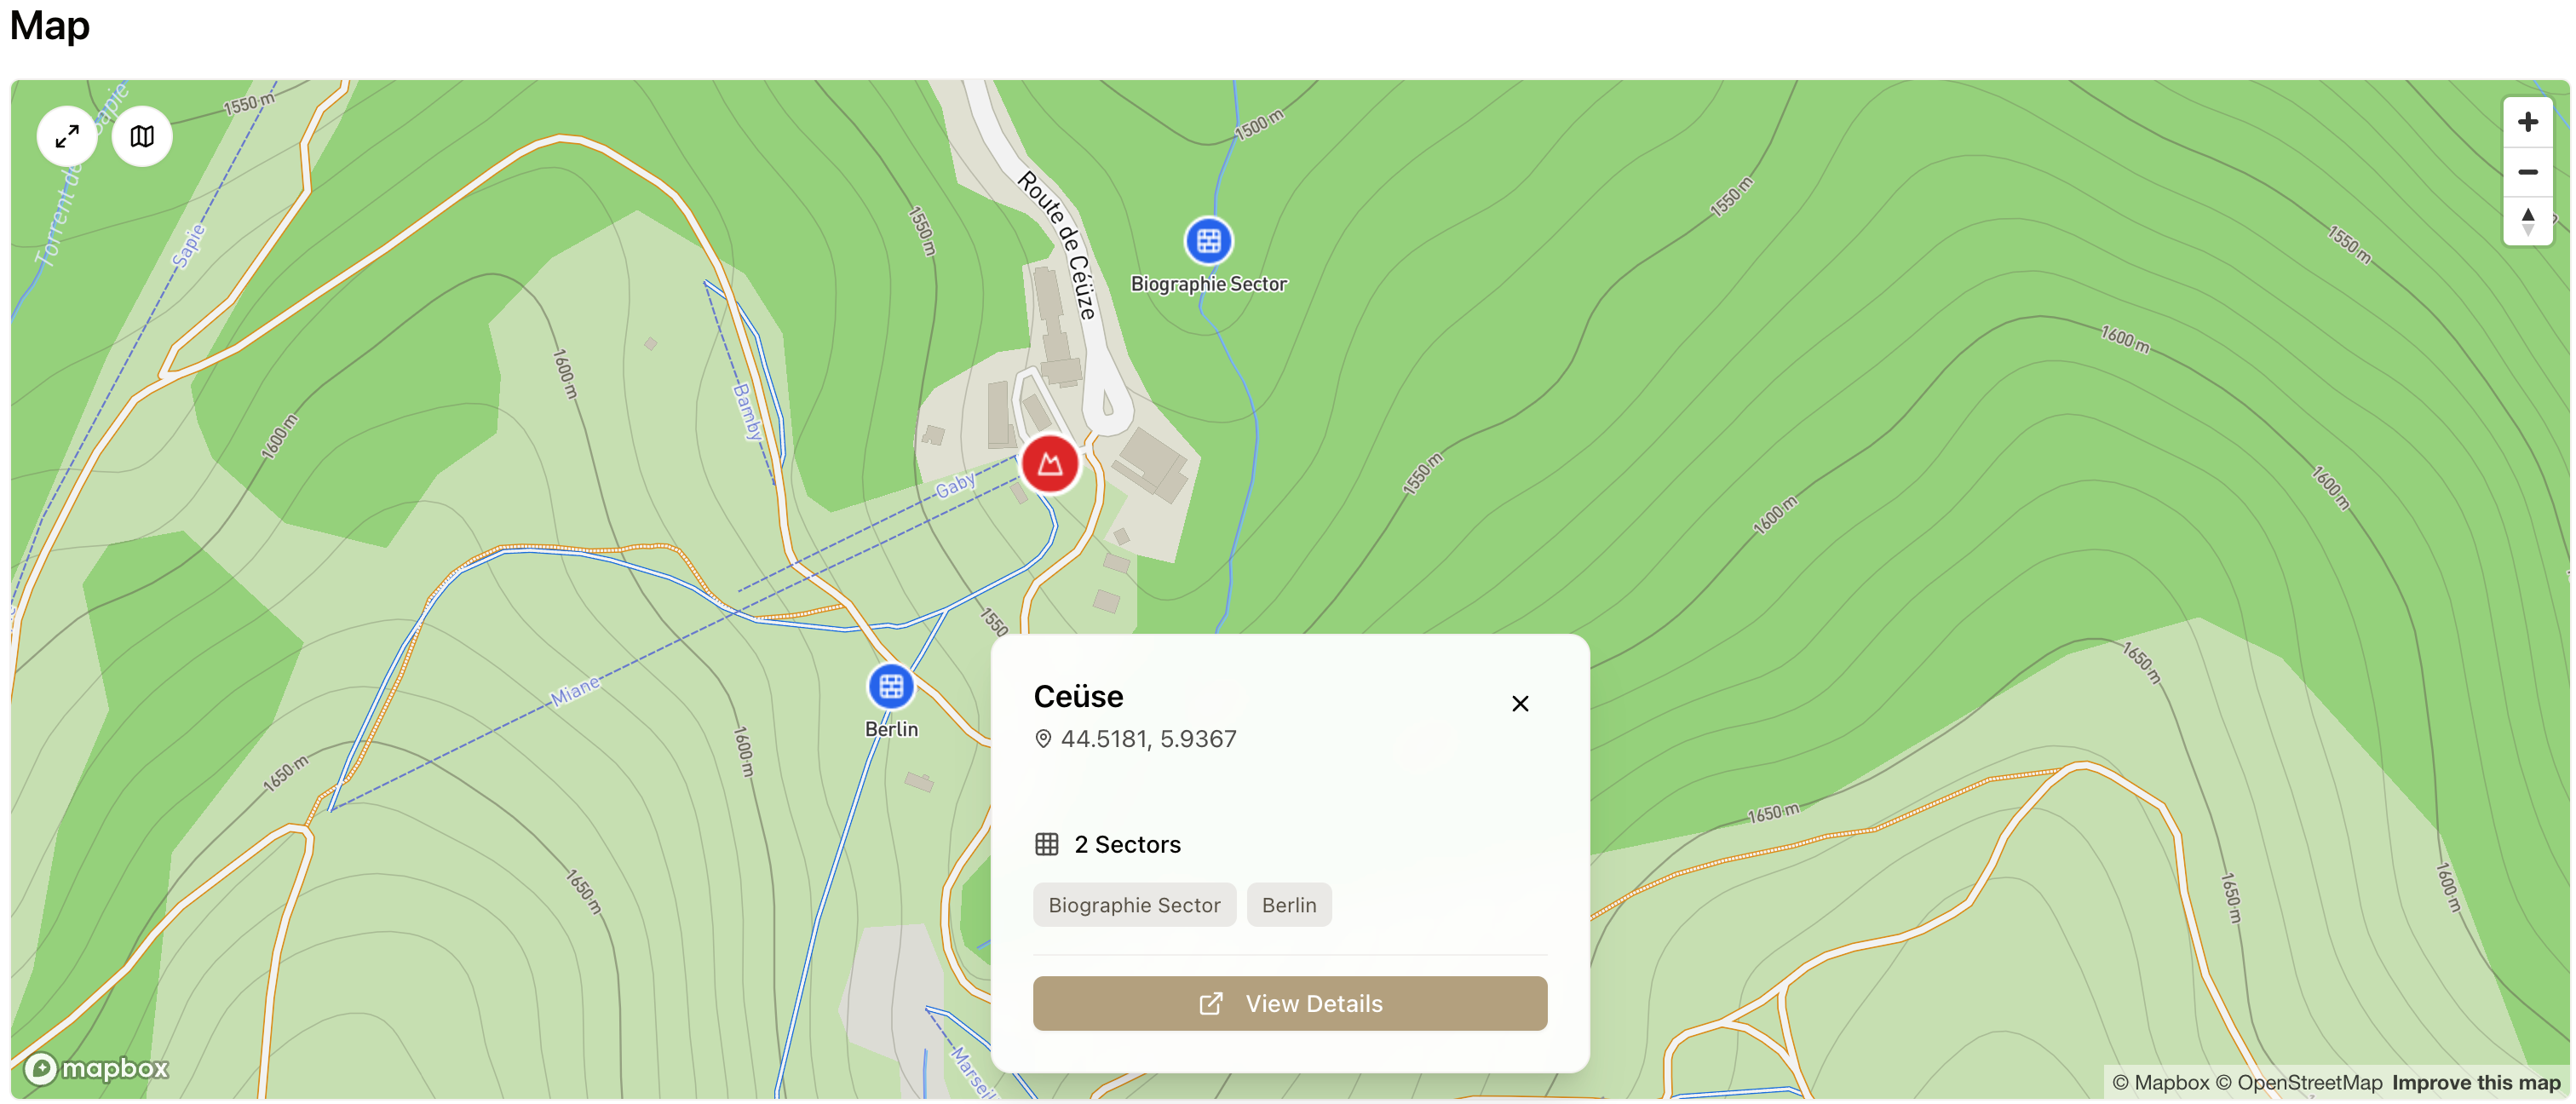 Map
1550 m
Torrent de
Sapie
Sapie
1500 m
Route de Céüze
1550 m
1550 m
1550 m
Biographie Sector
1600 m
1600 m
1600 m
Bamby
1550 m
Gaby
1600 m
1600 m
1550
1650 m
Miane
Berlin
1600 m
1650 m
Ceüse
44.5181, 5.9367
1650 m
2 Sectors
1650 m
1650 m
1600 m
Biographie Sector
Berlin
View Details
Marseil
mapbox
© Mapbox © OpenStreetMap Improve this map